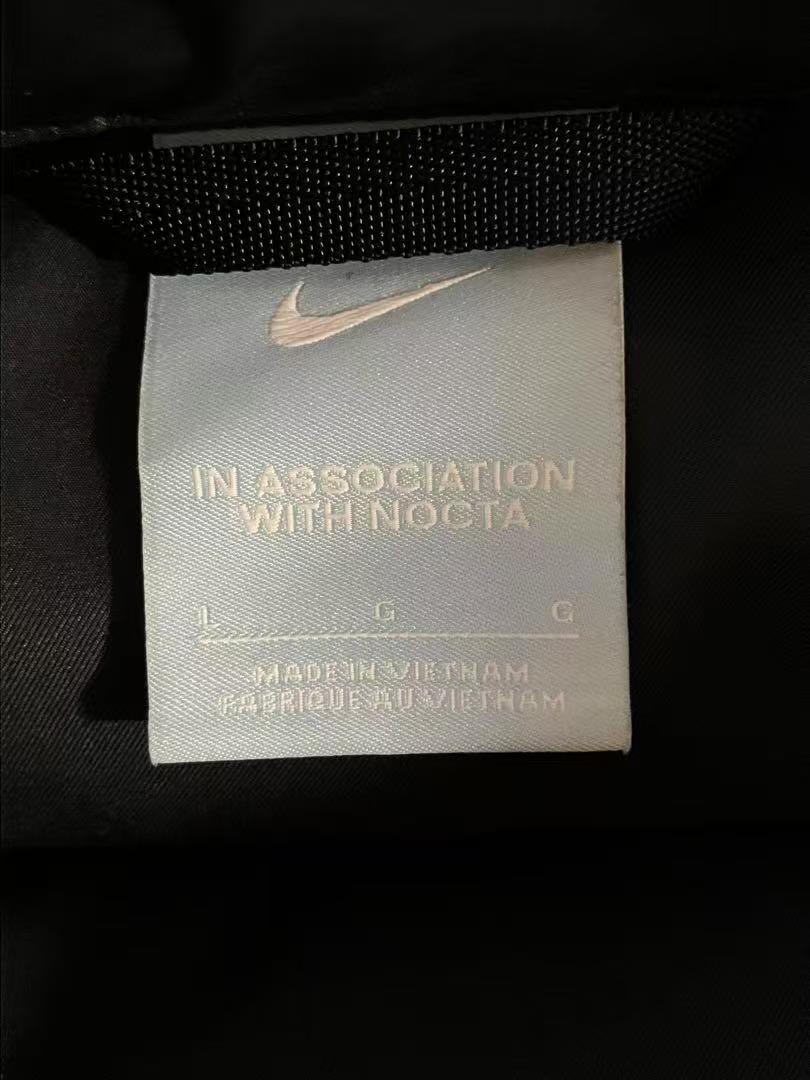 IN ASSOCIATION
WITH NOCTA
L G G
MADE IN VIETNAM
FABRIQUE AU VIETNAM